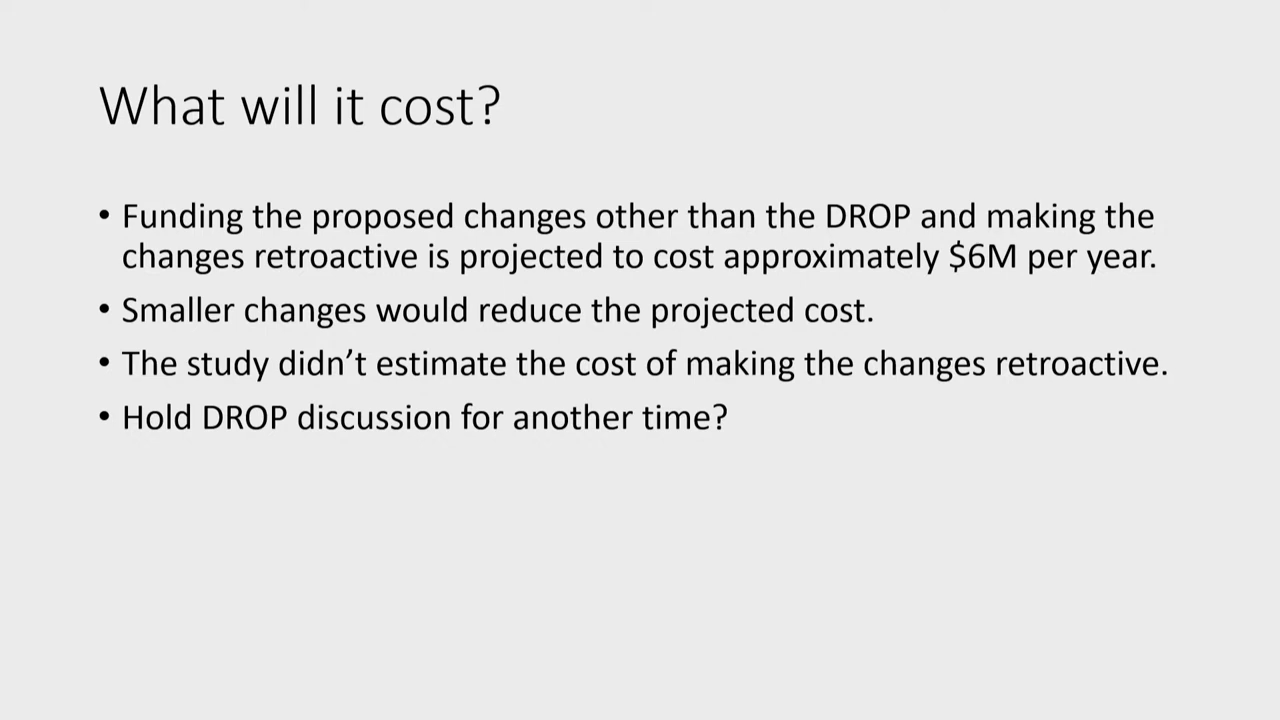 What will it cost?
• Funding the proposed changes other than the DROP and making the
changes retroactive is projected to cost approximately $6M per year.
• Smaller changes would reduce the projected cost.
• The study didn’t estimate the cost of making the changes retroactive.
• Hold DROP discussion for another time?